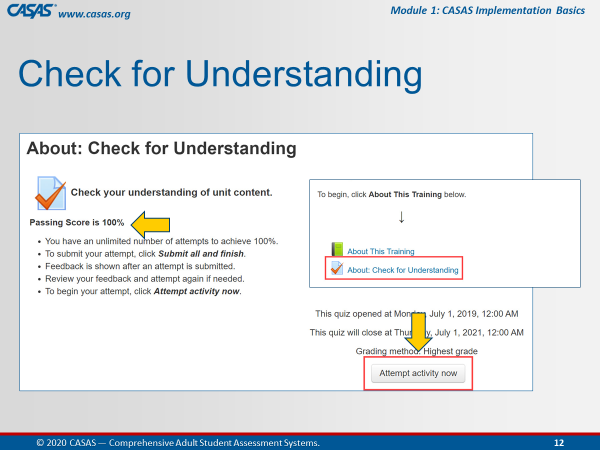 CASAS® www.casas.org
Module 1: CASAS Implementation Basics
Check for Understanding
About: Check for Understanding
Check your understanding of unit content.
Passing Score is 100%
• You have an unlimited number of attempts to achieve 100%.
• To submit your attempt, click Submit all and finish.
• Feedback is shown after an attempt is submitted.
• Review your feedback and attempt again if needed.
• To begin your attempt, click Attempt activity now.
To begin, click About This Training below.
↓
About This Training
About: Check for Understanding
This quiz opened at July 1, 2019, 12:00 AM
This quiz will close at July 1, 2021, 12:00 AM
Grading method: Highest grade
Attempt activity now
© 2020 CASAS — Comprehensive Adult Student Assessment Systems.
12